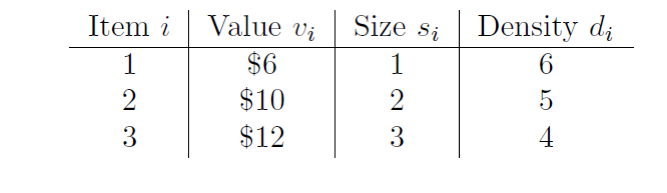 Item i Value v_i Size s_i Density d_i
1 $6 1 6
2 $10 2 5
3 $12 3 4